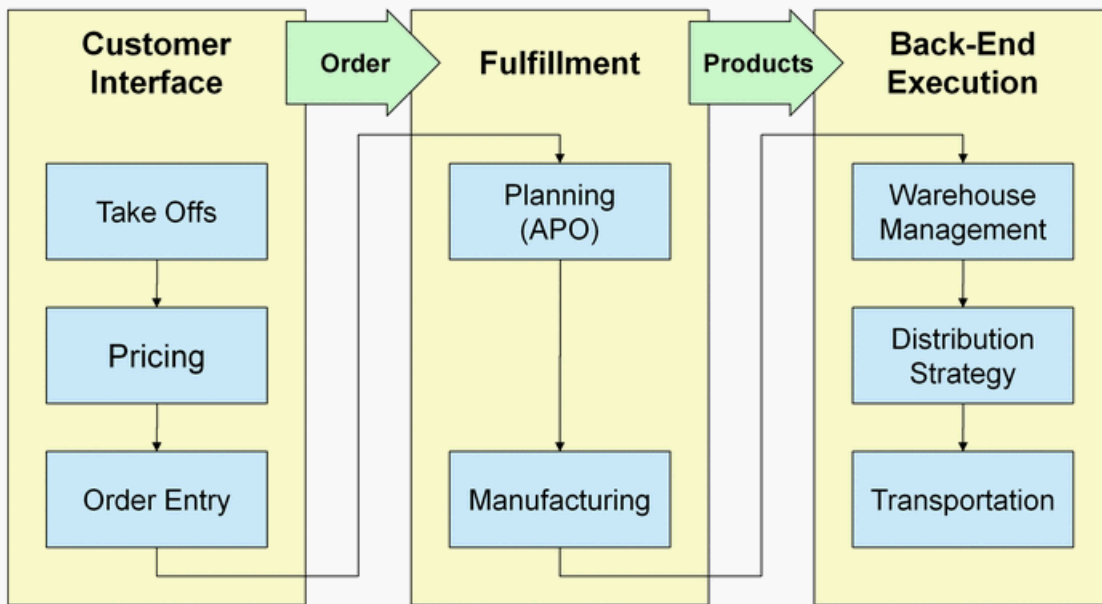 Customer
Interface
Order
Fulfillment
Products
Back-End
Execution
Take Offs
Pricing
Order Entry
Planning
(APO)
Manufacturing
Warehouse
Management
Distribution
Strategy
Transportation